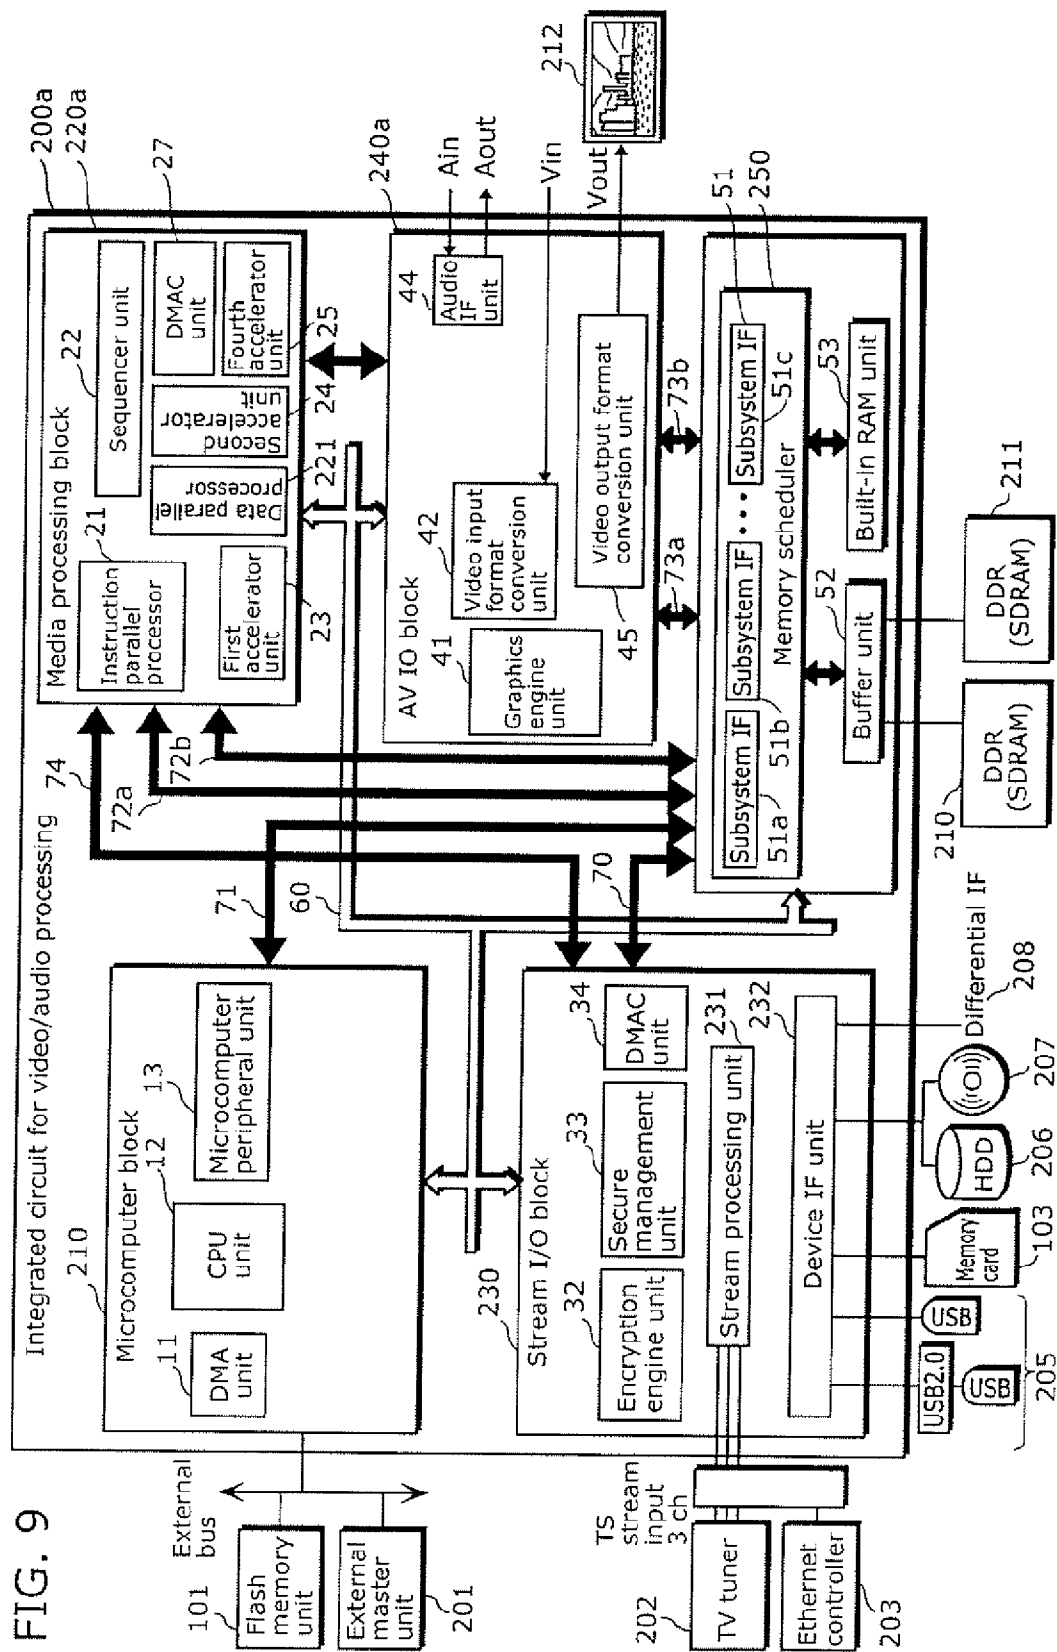 FIG. 9
Integrated circuit for video/audio processing
200a
External
bus
101
Flash
memory
unit
External
master
unit
201
210
Microcomputer block
11
DMA
unit
12
CPU
unit
13
Microcomputer
peripheral unit
71
60
74
72a
72b
Media processing block
220a
21
Instruction
parallel
processor
22
Sequencer unit
27
DMAC
unit
First
accelerator
unit
23
Data parallel
processor
221
Second
accelerator
unit
24
Fourth
accelerator
unit
25
AV IO block
240a
41
Graphics
engine
unit
42
Video input
format
conversion
unit
44
Audio
IF
unit
Ain
Aout
Vin
Vout
212
45
Video output format
conversion unit
73a
73b
TS
stream
input
3 ch
202
TV tuner
Ethernet
controller
203
230
Stream I/O block
32
Encryption
engine unit
33
Secure
management
unit
34
DMAC
unit
70
231
Stream processing unit
232
Device IF unit
USB2.0
USB
USB
205
Memory
card
103
HDD
206
207
Differential IF
208
250
51
Subsystem IF
51a
Subsystem IF
51b
•••
Subsystem IF
51c
Memory scheduler
52
Buffer unit
53
Built-in RAM unit
210
DDR
(SDRAM)
DDR
(SDRAM)
211